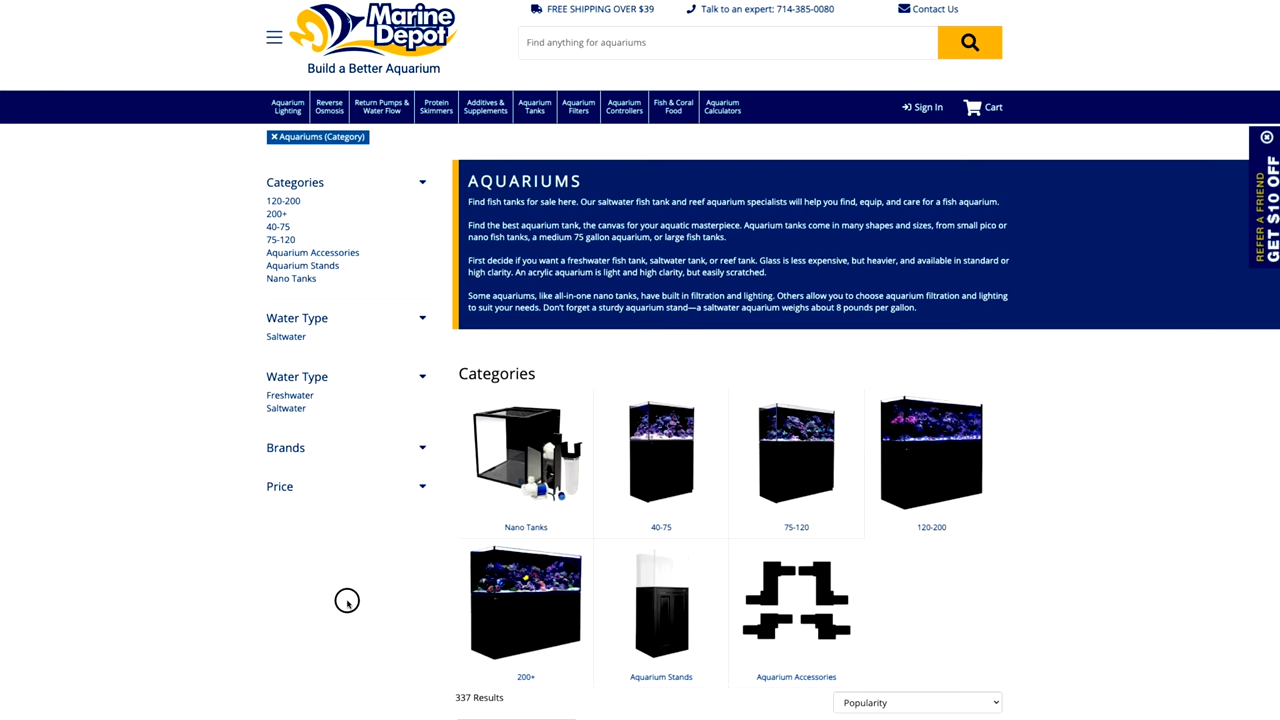 Marine
Depot
Build a Better Aquarium
FREE SHIPPING OVER $39
Talk to an expert: 714-385-0080
Contact Us
Find anything for aquariums
Aquarium
Lighting
Reverse
Osmosis
Return Pumps &
Water Flow
Protein
Skimmers
Additives &
Supplements
Aquarium
Tanks
Aquarium
Filters
Aquarium
Controllers
Fish & Coral
Food
Aquarium
Calculators
Sign In
Cart
Aquariums (Category)
REFER A FRIEND
GET $10 OFF
Categories
120-200
200+
40-75
75-120
Aquarium Accessories
Aquarium Stands
Nano Tanks
Water Type
Saltwater
Water Type
Freshwater
Saltwater
Brands
Price
AQUARIUMS
Find fish tanks for sale here. Our saltwater fish tank and reef aquarium specialists will help you find, equip, and care for a fish aquarium.
Find the best aquarium tank, the canvas for your aquatic masterpiece. Aquarium tanks come in many shapes and sizes, from small pico or
nano fish tanks, a medium 75 gallon aquarium, or large fish tanks.
First decide if you want a freshwater fish tank, saltwater tank, or reef tank. Glass is less expensive, but heavier, and available in standard or
high clarity. An acrylic aquarium is light and high clarity, but easily scratched.
Some aquariums, like all-in-one nano tanks, have built in filtration and lighting. Others allow you to choose aquarium filtration and lighting
to suit your needs. Don't forget a sturdy aquarium stand—a saltwater aquarium weighs about 8 pounds per gallon.
Categories
Nano Tanks
40-75
75-120
120-200
200+
Aquarium Stands
Aquarium Accessories
337 Results
Popularity